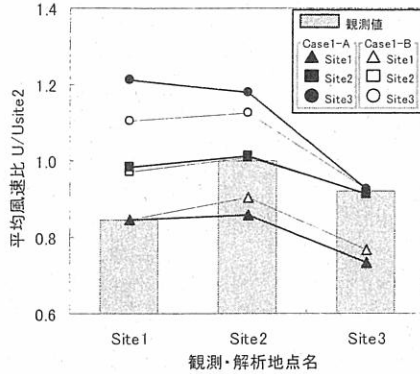 観測値
Case1-A Case1-B
Site1 Site1
Site2 Site2
Site3 Site3
平均風速比 U/Usite2
1.4
1.2
1.0
0.8
0.6
Site1 Site2 Site3
観測・解析地点名